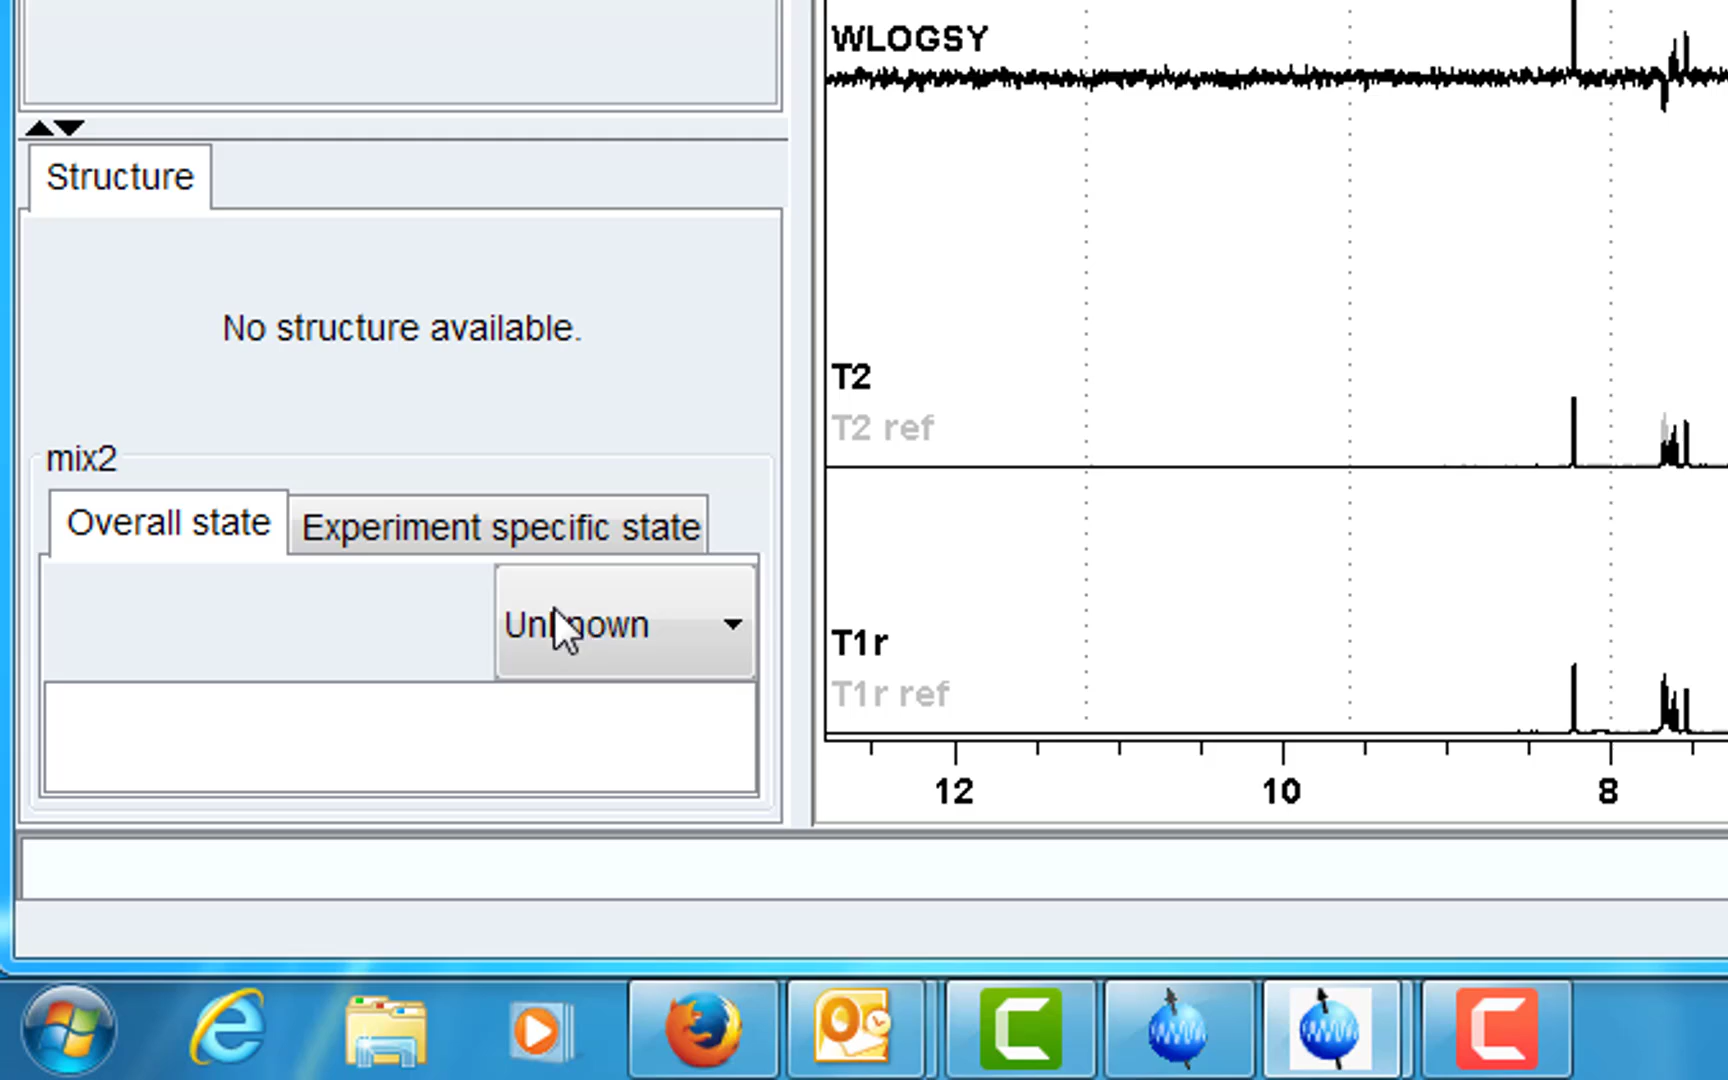 WLOGSY
Structure
No structure available.
T2
T2 ref
mix2
Overall state
Experiment specific state
Unknown
T1r
T1r ref
12
10
8